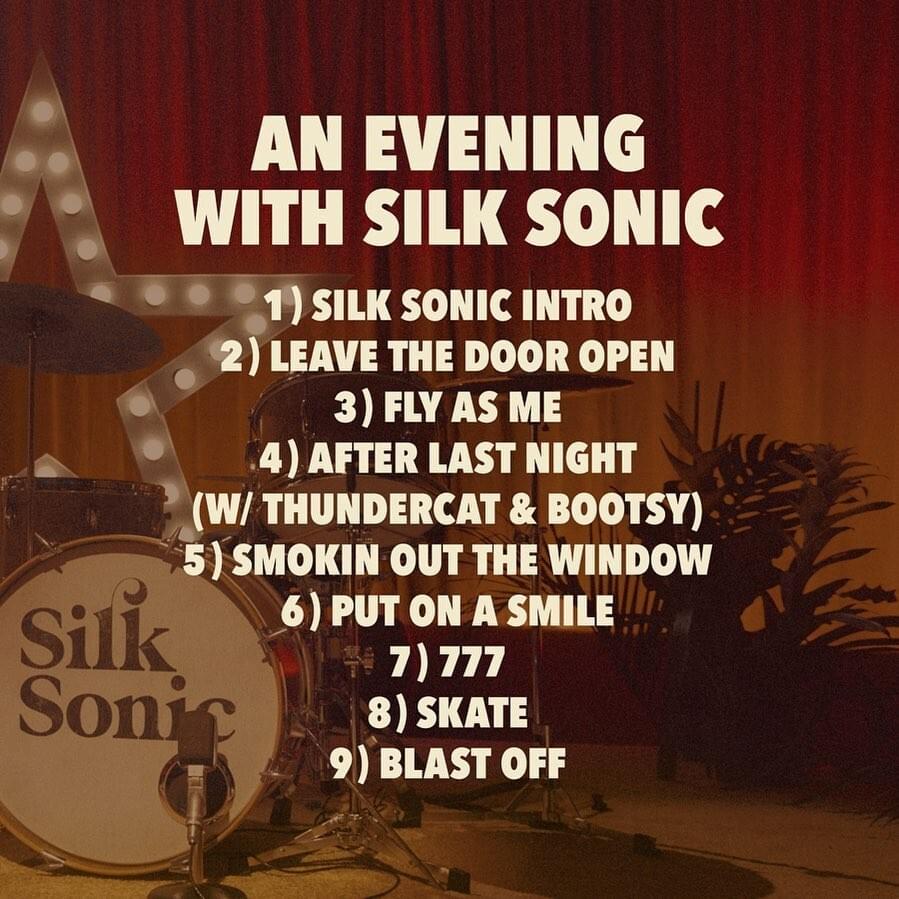 AN EVENING
WITH SILK SONIC
1) SILK SONIC INTRO
2) LEAVE THE DOOR OPEN
3) FLY AS ME
4) AFTER LAST NIGHT
(W/ THUNDERCAT & BOOTSY)
5) SMOKIN OUT THE WINDOW
6) PUT ON A SMILE
7) 777
8) SKATE
9) BLAST OFF
Silk
Sonic